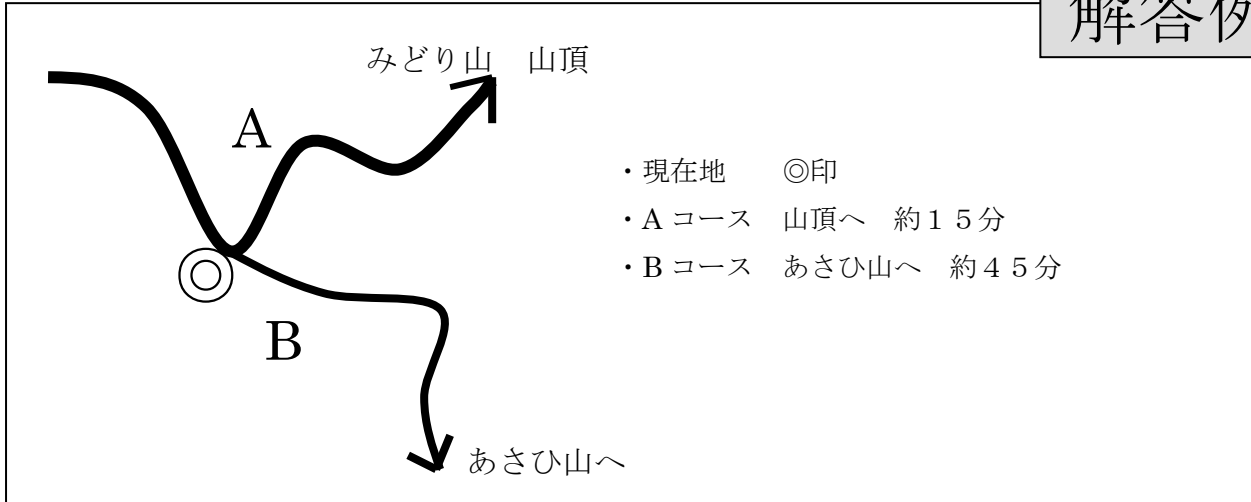 解答例
みどり山　山頂
A
・現在地　　◎印
・A コース　山頂へ　約１５分
・B コース　あさひ山へ　約４５分
B
あさひ山へ